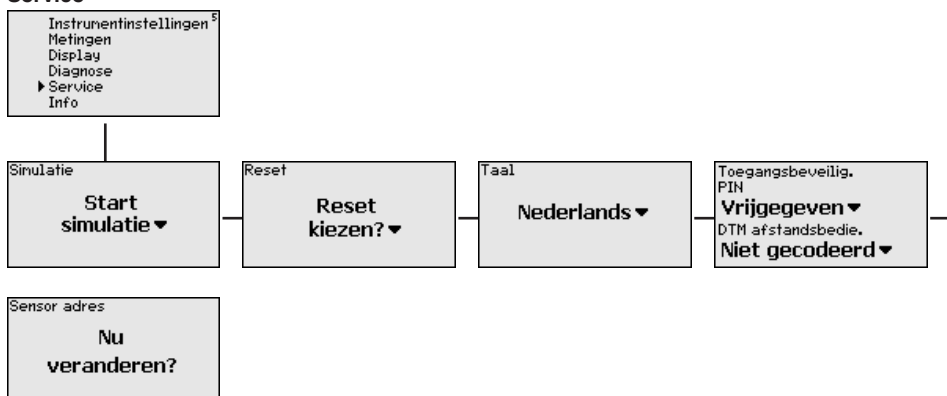 Service
Instrumentinstellingen 5
Metingen
Display
Diagnose
Service
Info
Simulatie
Start
simulatie
Reset
Reset
kiezen?
Taal
Nederlands
Toegangsbeveilig.
PIN
Vrijgegeven
DTM afstandsbedie.
Niet gecodeerd
Sensor adres
Nu
veranderen?